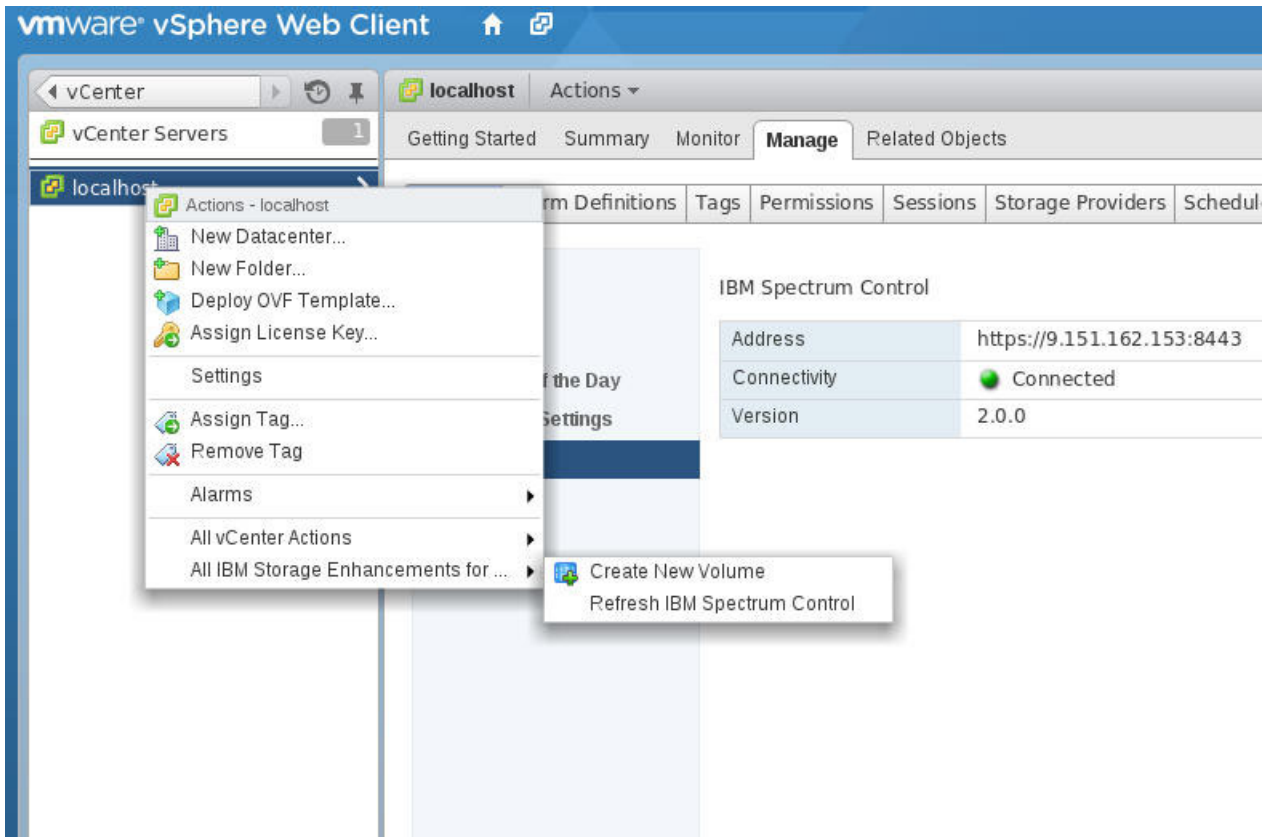 vmware® vSphere Web Client
vCenter
localhost Actions
vCenter Servers 1
Getting Started Summary Monitor Manage Related Objects
localhost
Actions - localhost
rm Definitions Tags Permissions Sessions Storage Providers Schedul
New Datacenter...
New Folder...
Deploy OVF Template...
Assign License Key...
Settings
Assign Tag...
Remove Tag
Alarms
All vCenter Actions
All IBM Storage Enhancements for ...
Create New Volume
Refresh IBM Spectrum Control
f the Day
Settings
IBM Spectrum Control
Address https://9.151.162.153:8443
Connectivity Connected
Version 2.0.0